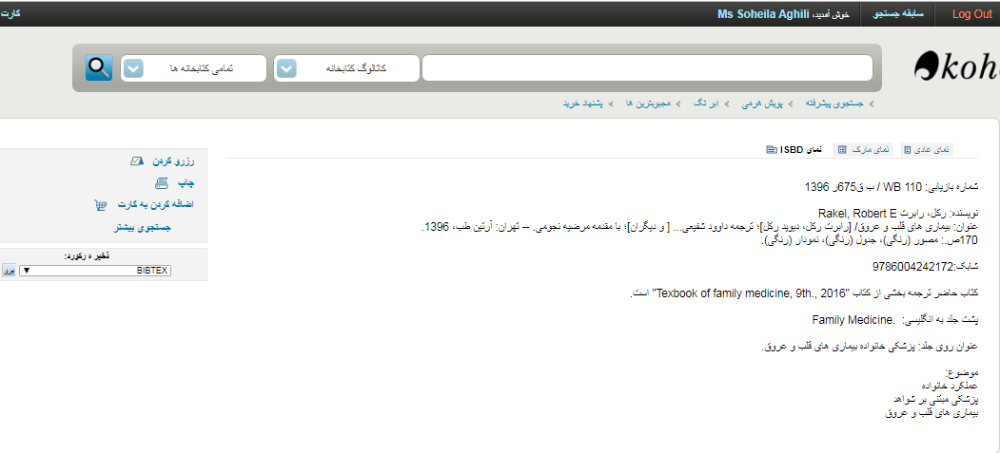 Log Out
سابقه جستجو
خوش آمدید، Ms Soheila Aghili
کارت
koh
کاتالوگ کتابخانه
تمامی کتابخانه ها
جستجوی پیشرفته
پویش هرمی
ابر تگ
محبوبترین ها
پشنهاد خرید
نمای عادی
نمای مارک
نمای ISBD
شماره بازیابی: WB 110 / ب ق675ر 1396
نویسنده: رکل، رابرت Rakel, Robert E
عنوان: بیماری های قلب و عروق/ [رابرت رکل، دیوید رکل]؛ ترجمه داوود شفیعی... [ و دیگران]؛ با مقدمه مرضیه نجومی. -- تهران: آرتین طب، 1396.
170ص.: مصور (رنگی)، جدول (رنگی)، نمودار (رنگی).
شابک:9786004242172
کتاب حاضر ترجمه بخشی از کتاب "Texbook of family medicine, 9th., 2016" است.
پشت جلد به انگلیسی: Family Medicine.
عنوان روی جلد: پزشکی خانواده بیماری های قلب و عروق.
موضوع:
عملکرد خانواده
پزشکی مبتنی بر شواهد
بیماری های قلب و عروق
رزرو کردن
چاپ
اضافه کردن به کارت
جستجوی بیشتر
ذخیره رکورد:
BIBTEX
برو